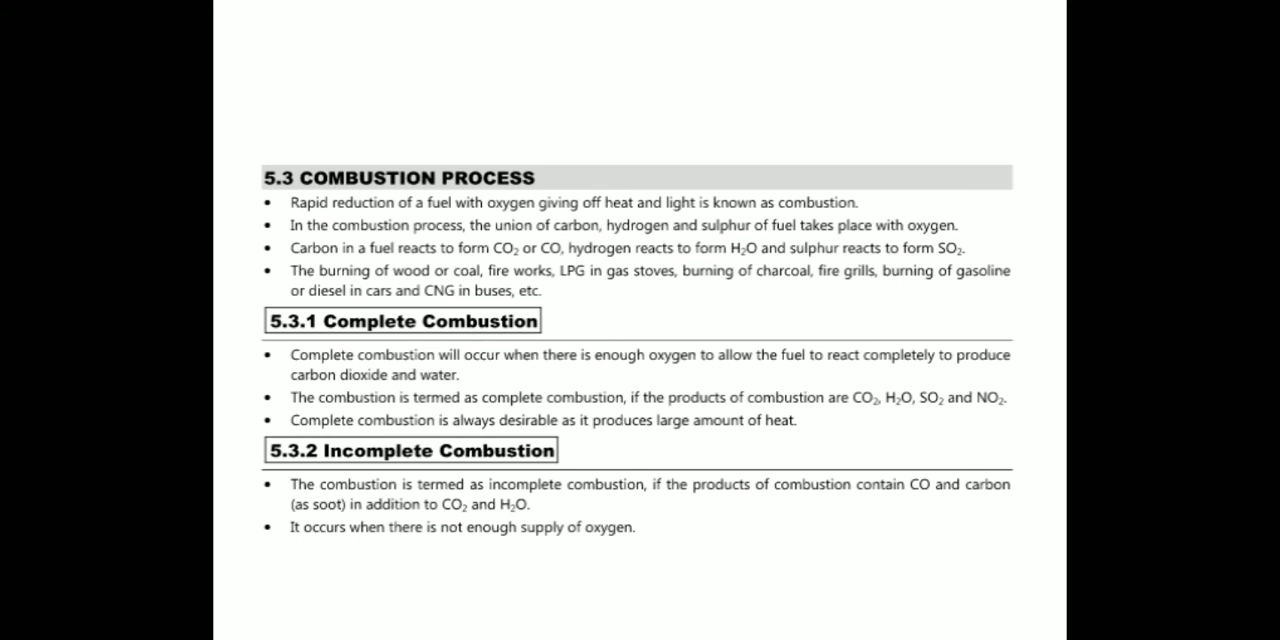 5.3 COMBUSTION PROCESS
• Rapid reduction of a fuel with oxygen giving off heat and light is known as combustion.
• In the combustion process, the union of carbon, hydrogen and sulphur of fuel takes place with oxygen.
• Carbon in a fuel reacts to form CO₂ or CO, hydrogen reacts to form H₂O and sulphur reacts to form SO₂.
• The burning of wood or coal, fire works, LPG in gas stoves, burning of charcoal, fire grills, burning of gasoline
or diesel in cars and CNG in buses, etc.
5.3.1 Complete Combustion
• Complete combustion will occur when there is enough oxygen to allow the fuel to react completely to produce
carbon dioxide and water.
• The combustion is termed as complete combustion, if the products of combustion are CO₂, H₂O, SO₂ and NO₂.
• Complete combustion is always desirable as it produces large amount of heat.
5.3.2 Incomplete Combustion
• The combustion is termed as incomplete combustion, if the products of combustion contain CO and carbon
(as soot) in addition to CO₂ and H₂O.
• It occurs when there is not enough supply of oxygen.